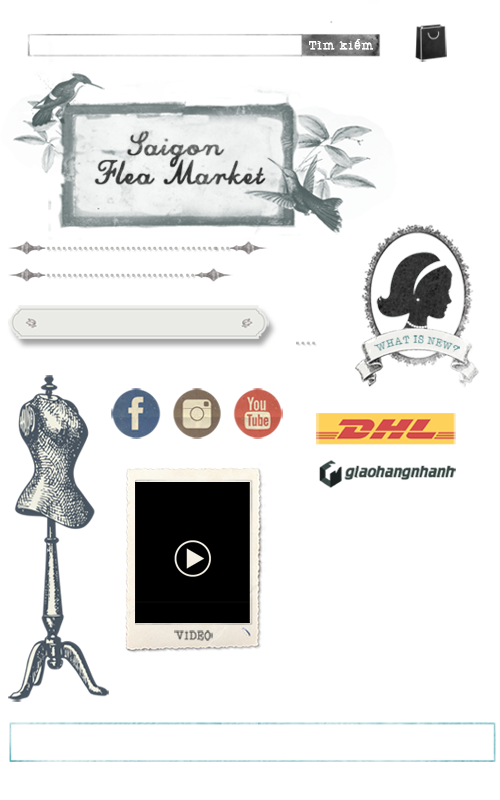 Tìm kiếm
Saigon
Flea Market
WHAT IS NEW?
f
You
Tube
DHL
giaohangnhanh
VIDEO